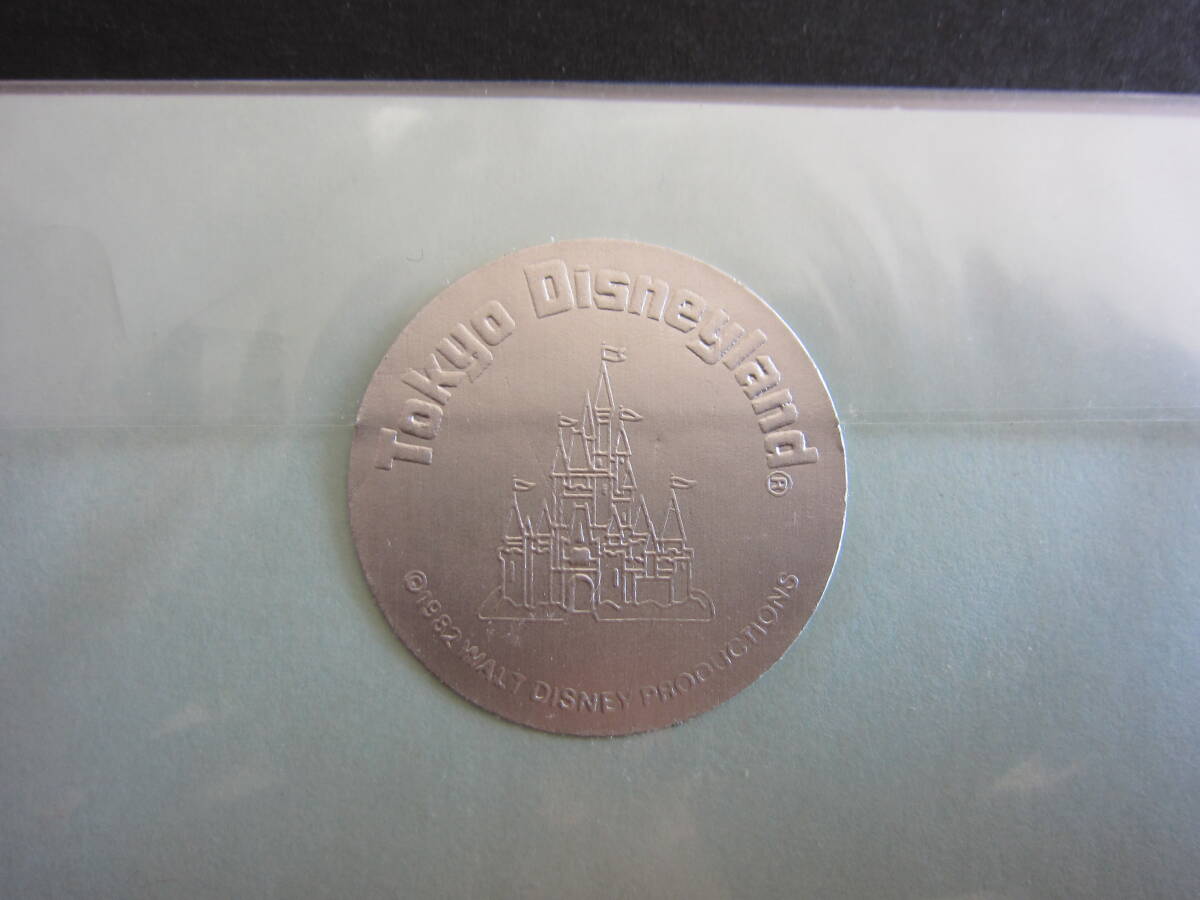 Tokyo Disneyland®
©1982 WALT DISNEY PRODUCTIONS